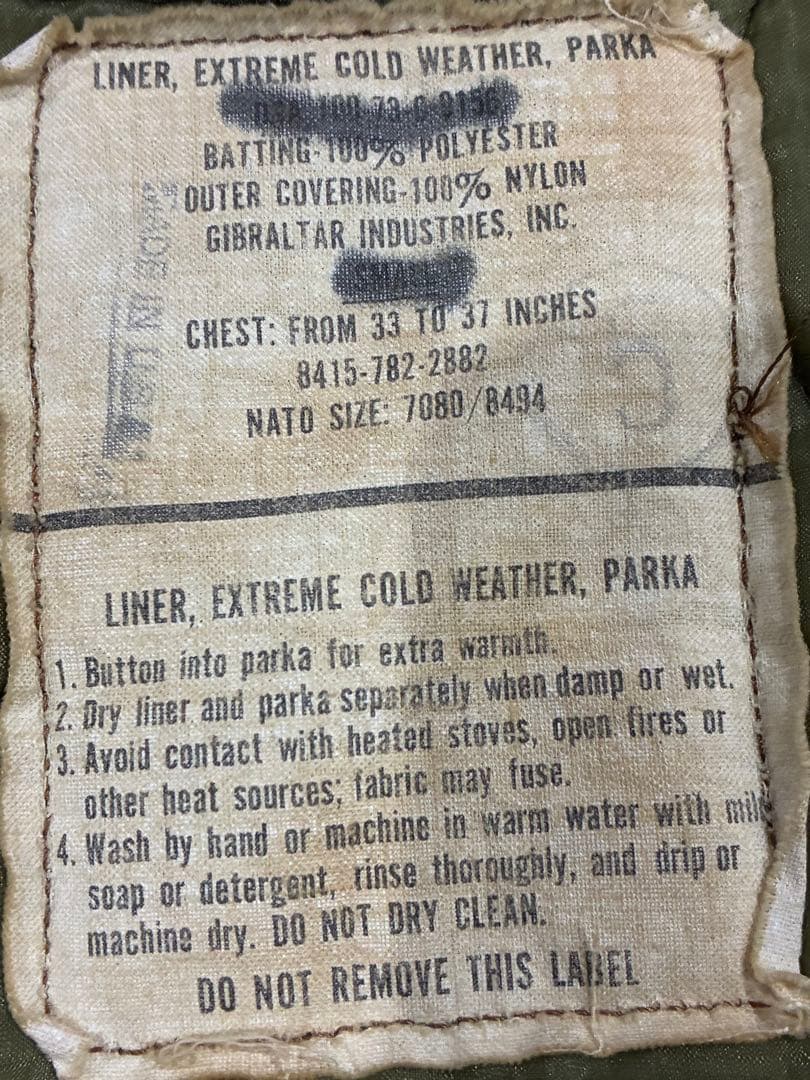 LINER, EXTREME COLD WEATHER, PARKA
DSA 100-73-C-
BATTING-100% POLYESTER
OUTER COVERING-100% NYLON
GIBRALTAR INDUSTRIES, INC.
SMALL
CHEST: FROM 33 TO 37 INCHES
8415-782-2882
NATO SIZE: 7080/8494
LINER, EXTREME COLD WEATHER, PARKA
1. Button into parka for extra warmth.
2. Dry liner and parka separately when damp or wet.
3. Avoid contact with heated stoves, open fires or
other heat sources; fabric may fuse.
4. Wash by hand or machine in warm water with mild
soap or detergent, rinse thoroughly, and drip or
machine dry. DO NOT DRY CLEAN.
DO NOT REMOVE THIS LABEL